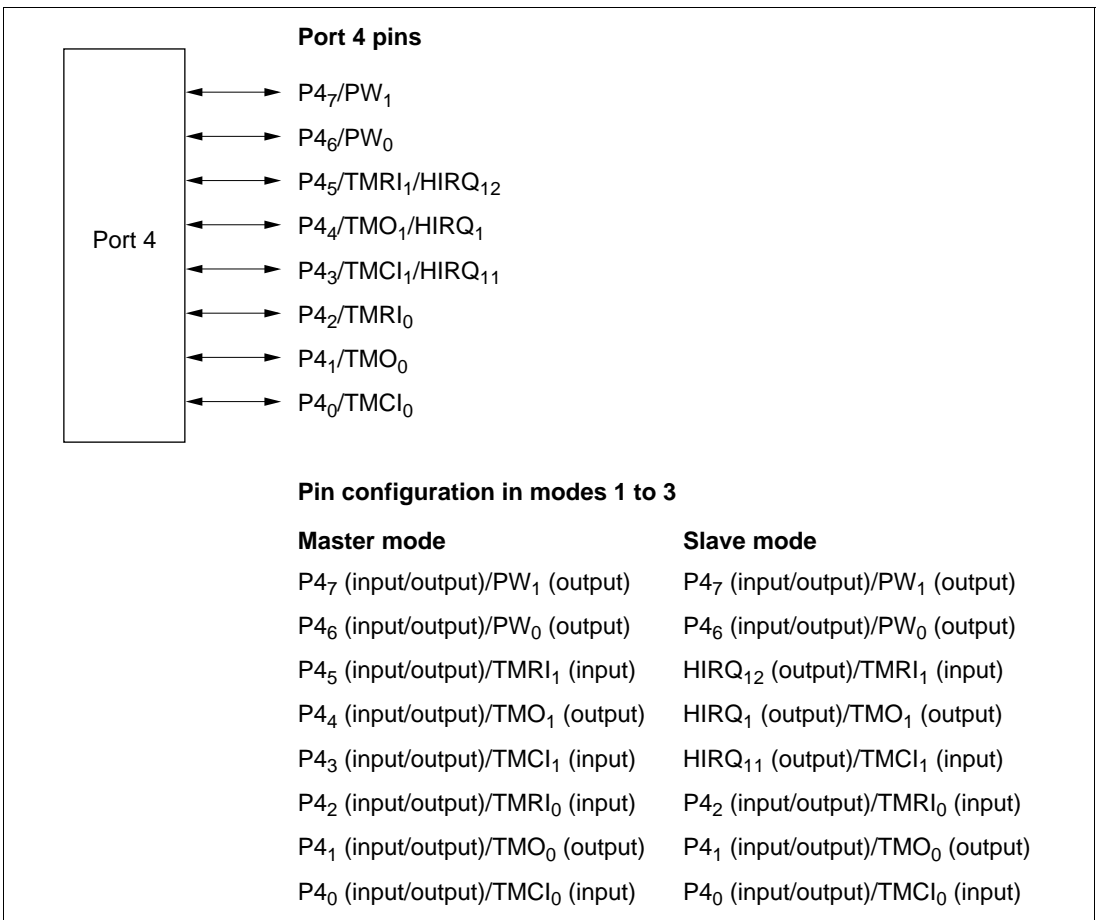 Port 4 pins
P4₇/PW₁
P4₆/PW₀
P4₅/TMRI₁/HIRQ₁₂
Port 4
P4₄/TMO₁/HIRQ₁
P4₃/TMCI₁/HIRQ₁₁
P4₂/TMRI₀
P4₁/TMO₀
P4₀/TMCI₀
Pin configuration in modes 1 to 3
Master mode Slave mode
P4₇ (input/output)/PW₁ (output) P4₇ (input/output)/PW₁ (output)
P4₆ (input/output)/PW₀ (output) P4₆ (input/output)/PW₀ (output)
P4₅ (input/output)/TMRI₁ (input) HIRQ₁₂ (output)/TMRI₁ (input)
P4₄ (input/output)/TMO₁ (output) HIRQ₁ (output)/TMO₁ (output)
P4₃ (input/output)/TMCI₁ (input) HIRQ₁₁ (output)/TMCI₁ (input)
P4₂ (input/output)/TMRI₀ (input) P4₂ (input/output)/TMRI₀ (input)
P4₁ (input/output)/TMO₀ (output) P4₁ (input/output)/TMO₀ (output)
P4₀ (input/output)/TMCI₀ (input) P4₀ (input/output)/TMCI₀ (input)